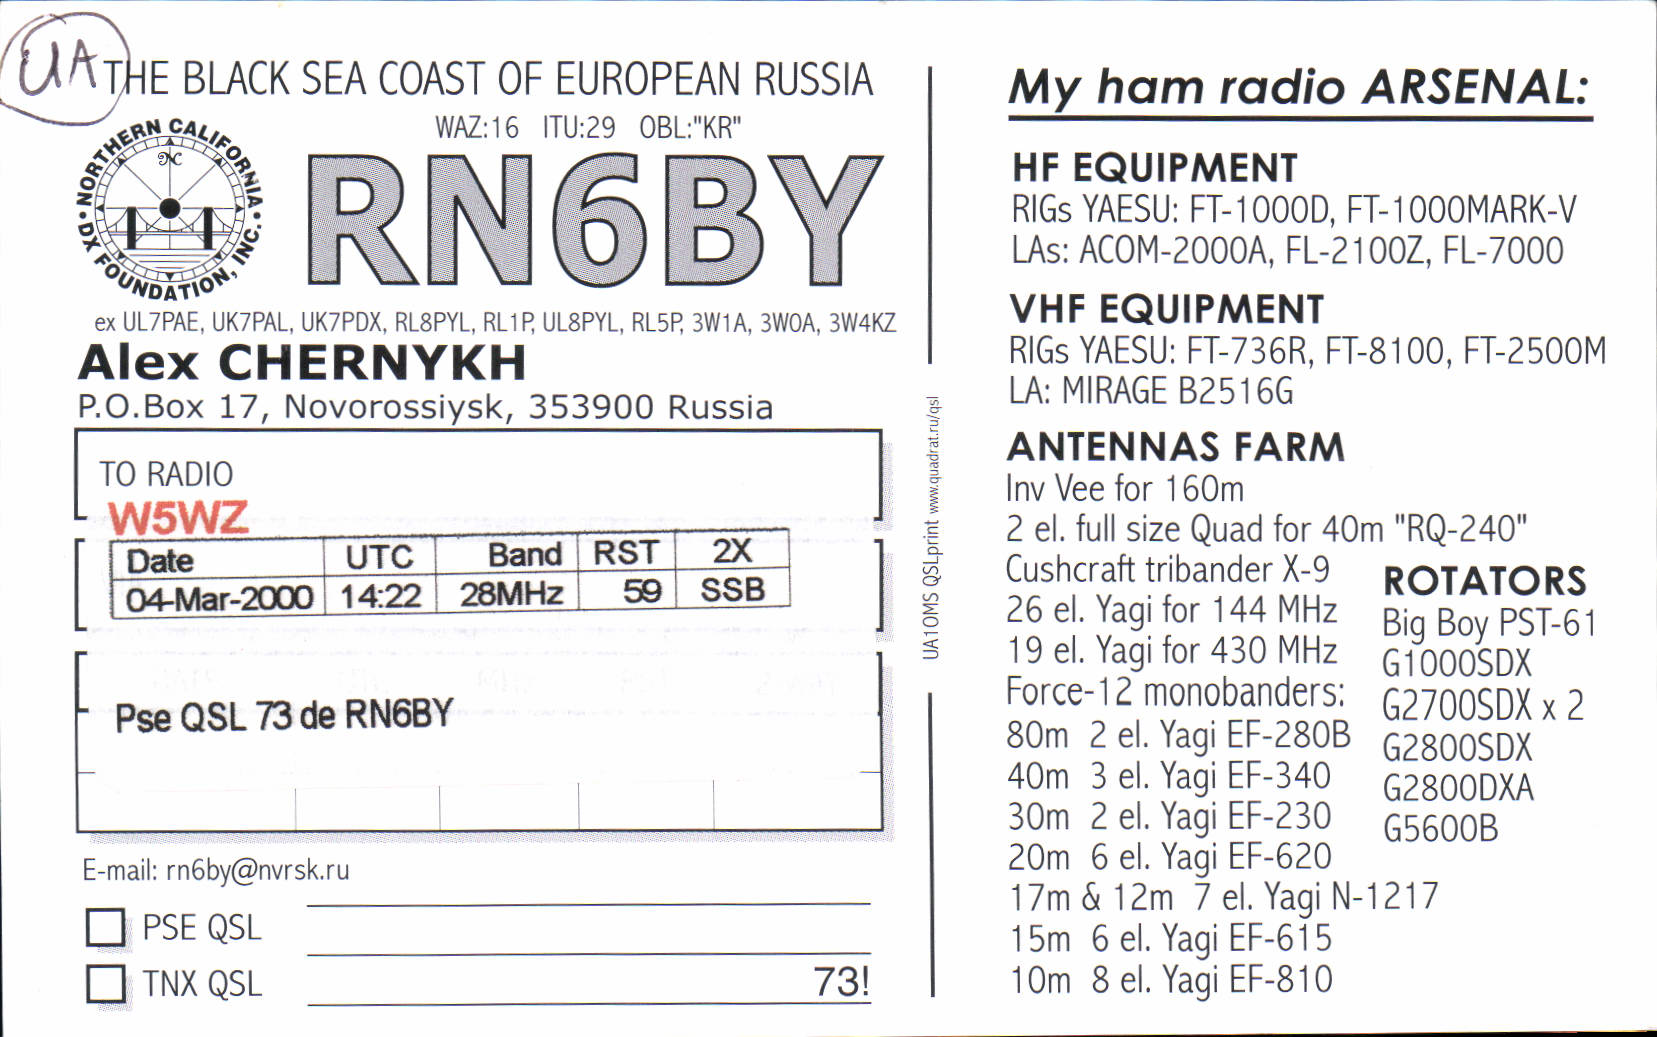 UA
THE BLACK SEA COAST OF EUROPEAN RUSSIA
WAZ:16 ITU:29 OBL:"KR"
NORTHERN CALIFORNIA
• DX FOUNDATION, INC. •
N
RN6BY
ex UL7PAE, UK7PAL, UK7PDX, RL8PYL, RL1P, UL8PYL, RL5P, 3W1A, 3W0A, 3W4KZ
Alex CHERNYKH
P.O.Box 17, Novorossiysk, 353900 Russia
TO RADIO
W5WZ
Date UTC Band RST 2X
04-Mar-2000 14:22 28MHz 59 SSB
Pse QSL 73 de RN6BY
E-mail: rn6by@nvrsk.ru
PSE QSL
TNX QSL
73!
UA1OMS QSLprint www.quadrat.ru/qsl
My ham radio ARSENAL:
HF EQUIPMENT
RIGs YAESU: FT-1000D, FT-1000MARK-V
LAs: ACOM-2000A, FL-2100Z, FL-7000
VHF EQUIPMENT
RIGs YAESU: FT-736R, FT-8100, FT-2500M
LA: MIRAGE B2516G
ANTENNAS FARM
Inv Vee for 160m
2 el. full size Quad for 40m "RQ-240"
Cushcraft tribander X-9
26 el. Yagi for 144 MHz
19 el. Yagi for 430 MHz
Force-12 monobanders:
80m 2 el. Yagi EF-280B
40m 3 el. Yagi EF-340
30m 2 el. Yagi EF-230
20m 6 el. Yagi EF-620
17m & 12m 7 el. Yagi N-1217
15m 6 el. Yagi EF-615
10m 8 el. Yagi EF-810
ROTATORS
Big Boy PST-61
G1000SDX
G2700SDX x 2
G2800SDX
G2800DXA
G5600B